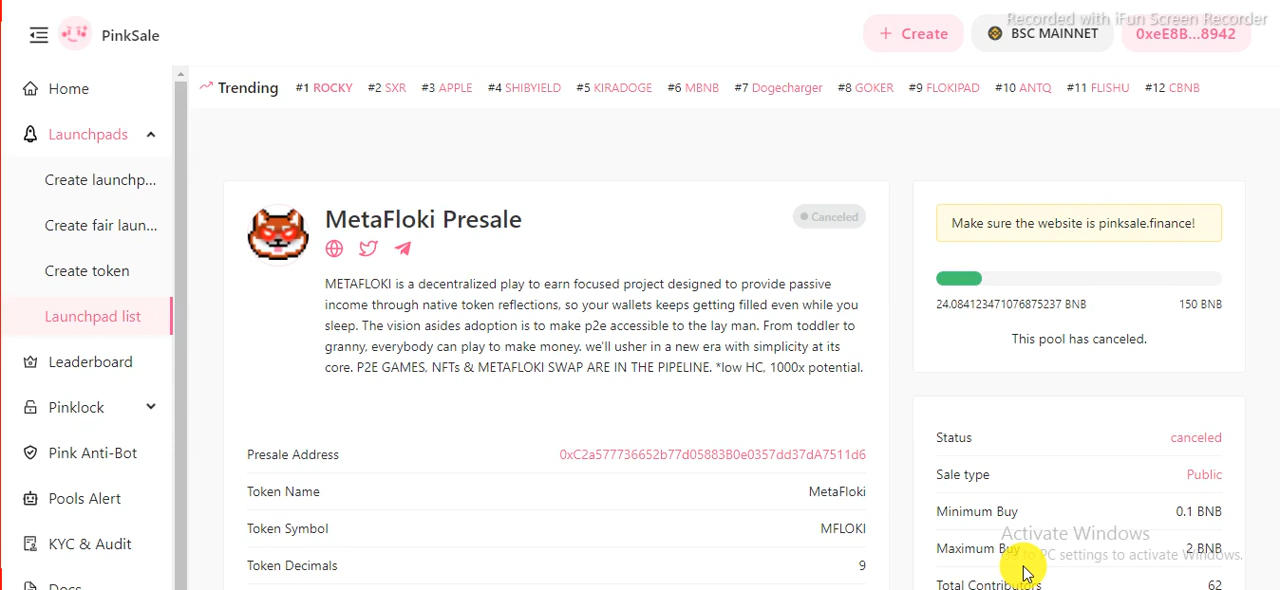 Recorded with iFun Screen Recorder
PinkSale
+ Create
BSC MAINNET
0xeE8B...8942
Home
Trending #1 ROCKY #2 SXR #3 APPLE #4 SHIBYIELD #5 KIRADOGE #6 MBNB #7 Dogecharger #8 GOKER #9 FLOKIPAD #10 ANTQ #11 FLISHU #12 CBNB
Launchpads
Create launchp...
Create fair laun...
Create token
Launchpad list
Leaderboard
Pinklock
Pink Anti-Bot
Pools Alert
KYC & Audit
Docs
MetaFloki Presale
Canceled
METAFLOKI is a decentralized play to earn focused project designed to provide passive
income through native token reflections, so your wallets keeps getting filled even while you
sleep. The vision asides adoption is to make p2e accessible to the lay man. From toddler to
granny, everybody can play to make money. we'll usher in a new era with simplicity at its
core. P2E GAMES, NFTs & METAFLOKI SWAP ARE IN THE PIPELINE. *low HC, 1000x potential.
Presale Address 0xC2a577736652b77d05883B0e0357dd37dA7511d6
Token Name MetaFloki
Token Symbol MFLOKI
Token Decimals 9
Make sure the website is pinksale.finance!
24.084123471076875237 BNB 150 BNB
This pool has canceled.
Status canceled
Sale type Public
Minimum Buy 0.1 BNB
Activate Windows
Maximum Buy 2 BNB
to PC settings to activate Windows.
Total Contributors 62